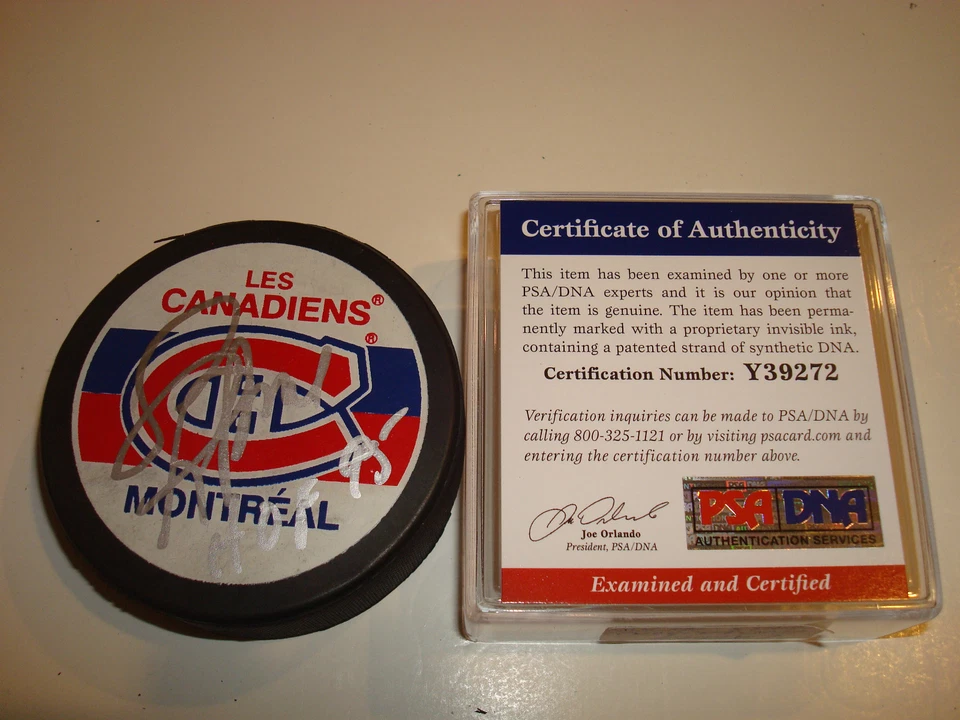 LES
CANADIENS®
®
MONTRÉAL
HOF 95
Certificate of Authenticity
This item has been examined by one or more
PSA/DNA experts and it is our opinion that
the item is genuine. The item has been perma-
nently marked with a proprietary invisible ink,
containing a patented strand of synthetic DNA.
Certification Number: Y39272
Verification inquiries can be made to PSA/DNA by
calling 800-325-1121 or by visiting psacard.com and
entering the certification number above.
Joe Orlando
President, PSA/DNA
PSA DNA
AUTHENTICATION SERVICES
Examined and Certified